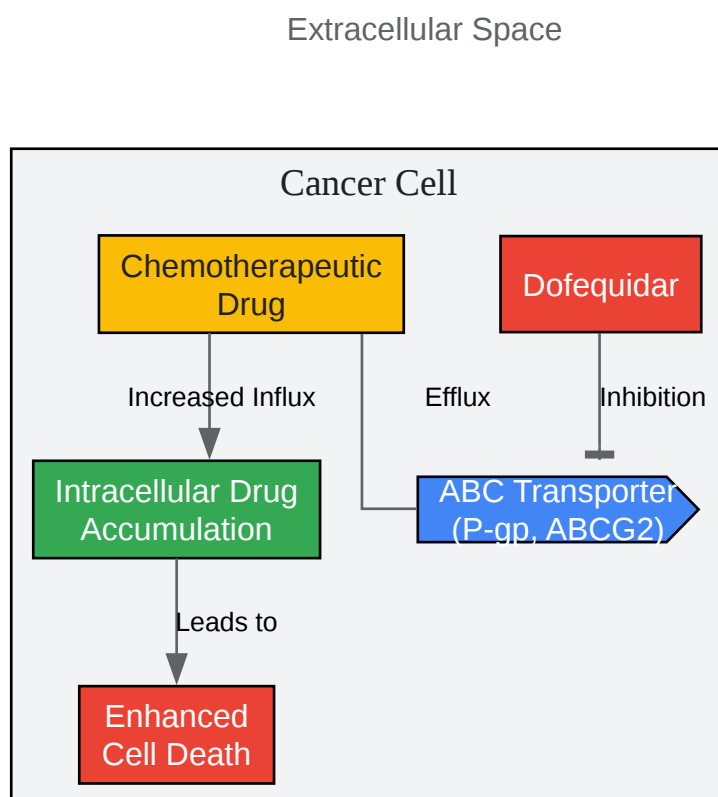 Extracellular Space
Cancer Cell
Chemotherapeutic
Drug
Dofequidar
Increased Influx
Efflux
Inhibition
Intracellular Drug
Accumulation
ABC Transporter
(P-gp, ABCG2)
Leads to
Enhanced
Cell Death